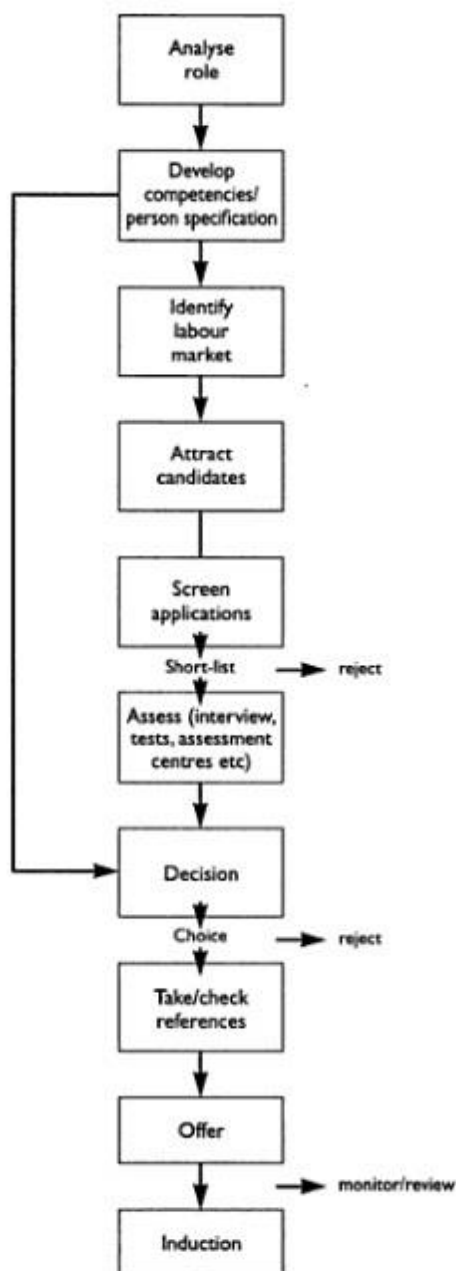 Analyse
role
Develop
competencies/
person specification
Identify
labour
market
Attract
candidates
Screen
applications
Short-list
reject
Assess (interview,
tests, assessment
centres etc)
Decision
Choice
reject
Take/check
references
Offer
monitor/review
Induction